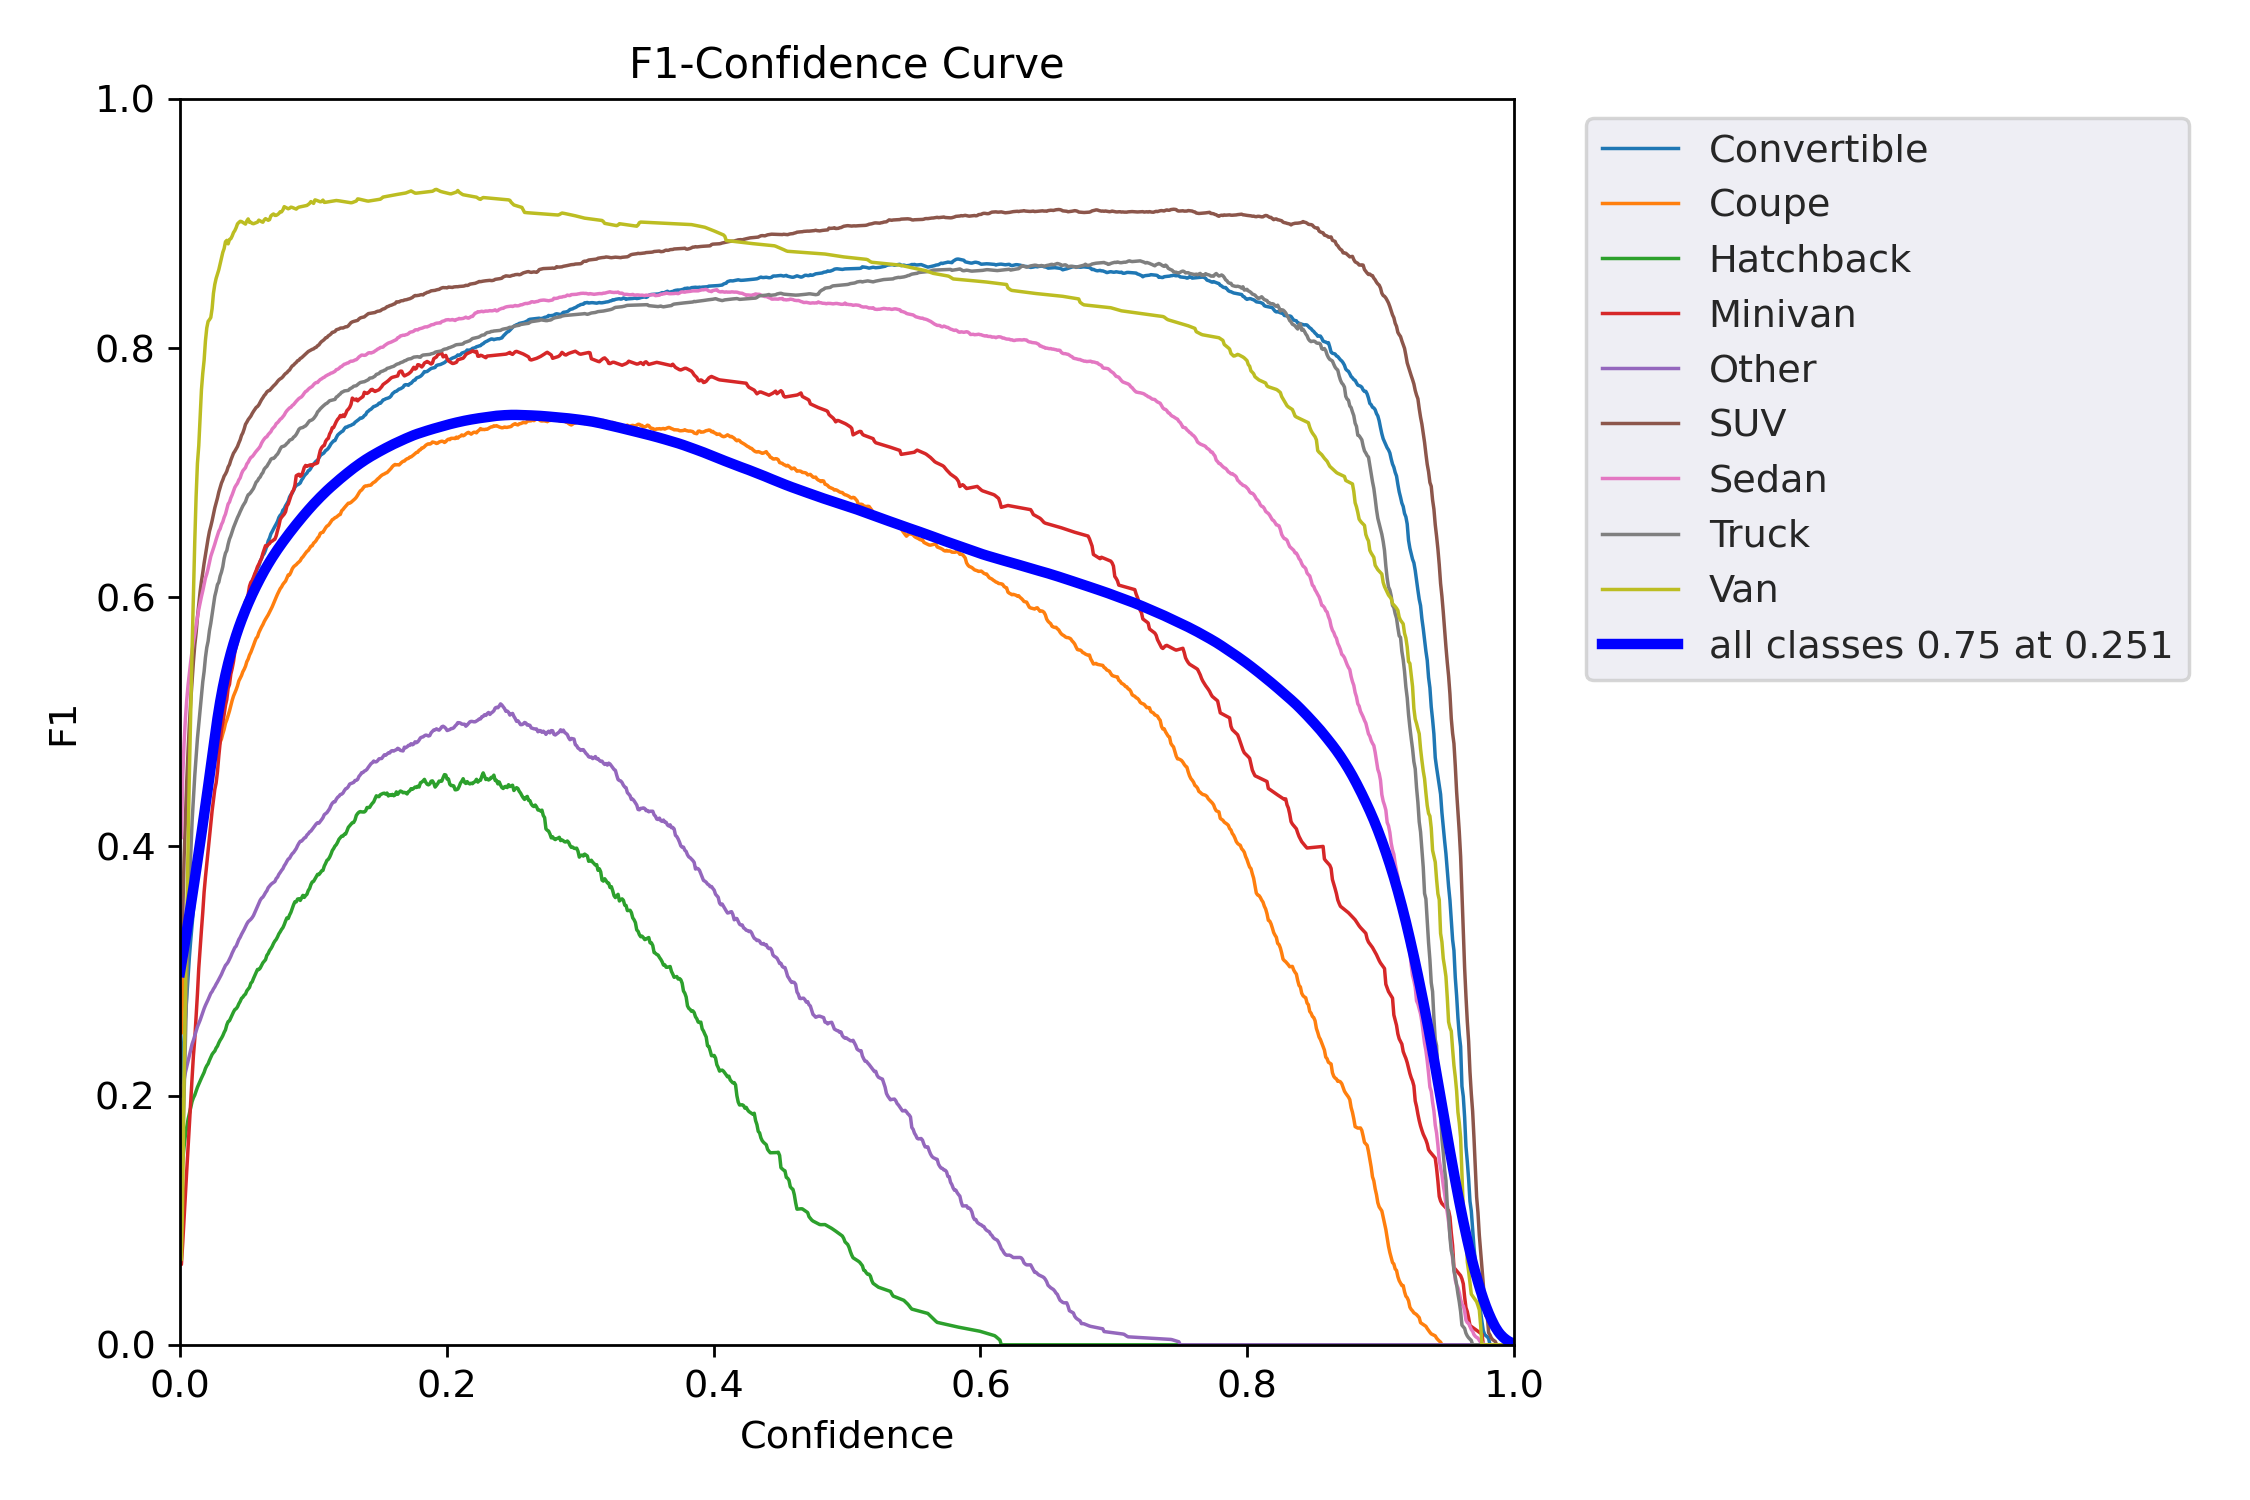 F1-Confidence Curve
1.0
0.8
0.6
0.4
0.2
0.0
F1
0.0 0.2 0.4 0.6 0.8 1.0
Confidence
Convertible
Coupe
Hatchback
Minivan
Other
SUV
Sedan
Truck
Van
all classes 0.75 at 0.251